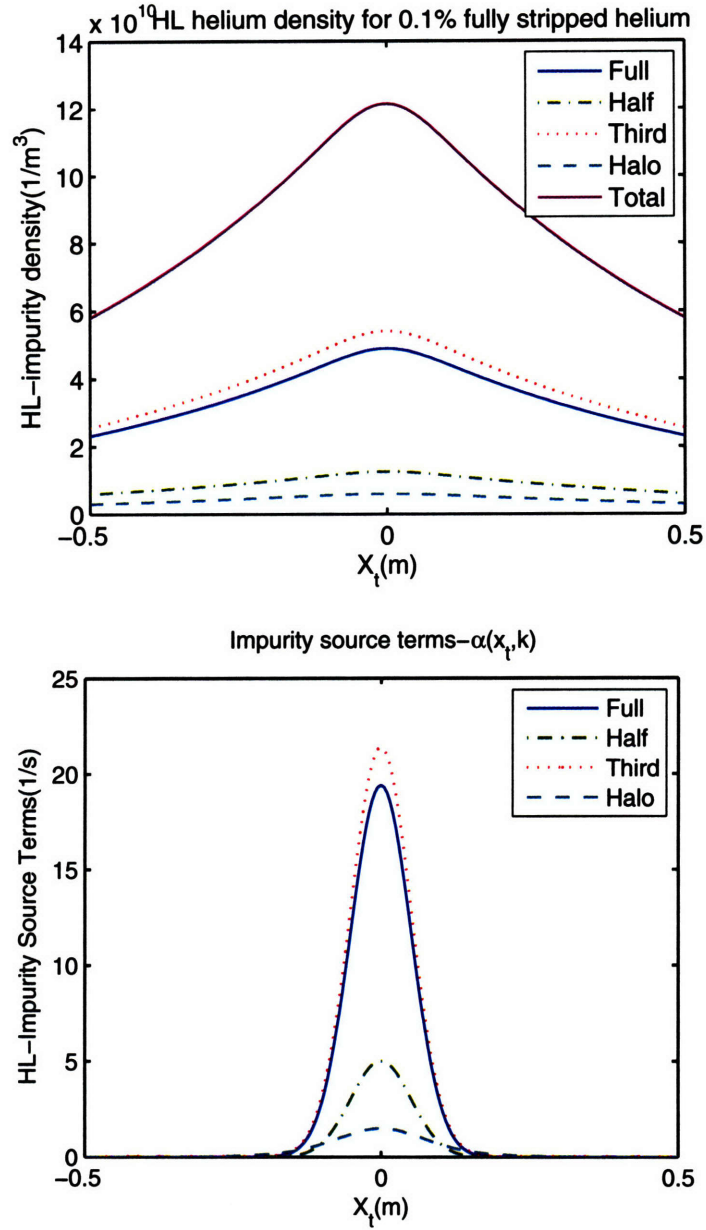 x 10^10 HL helium density for 0.1% fully stripped helium
14
12
10
8
6
4
2
0
HL-impurity density(1/m^3)
Full
Half
Third
Halo
Total
-0.5
0
0.5
X_t(m)
Impurity source terms-α(x_t,k)
25
20
15
10
5
0
HL-Impurity Source Terms(1/s)
Full
Half
Third
Halo
-0.5
0
0.5
X_t(m)